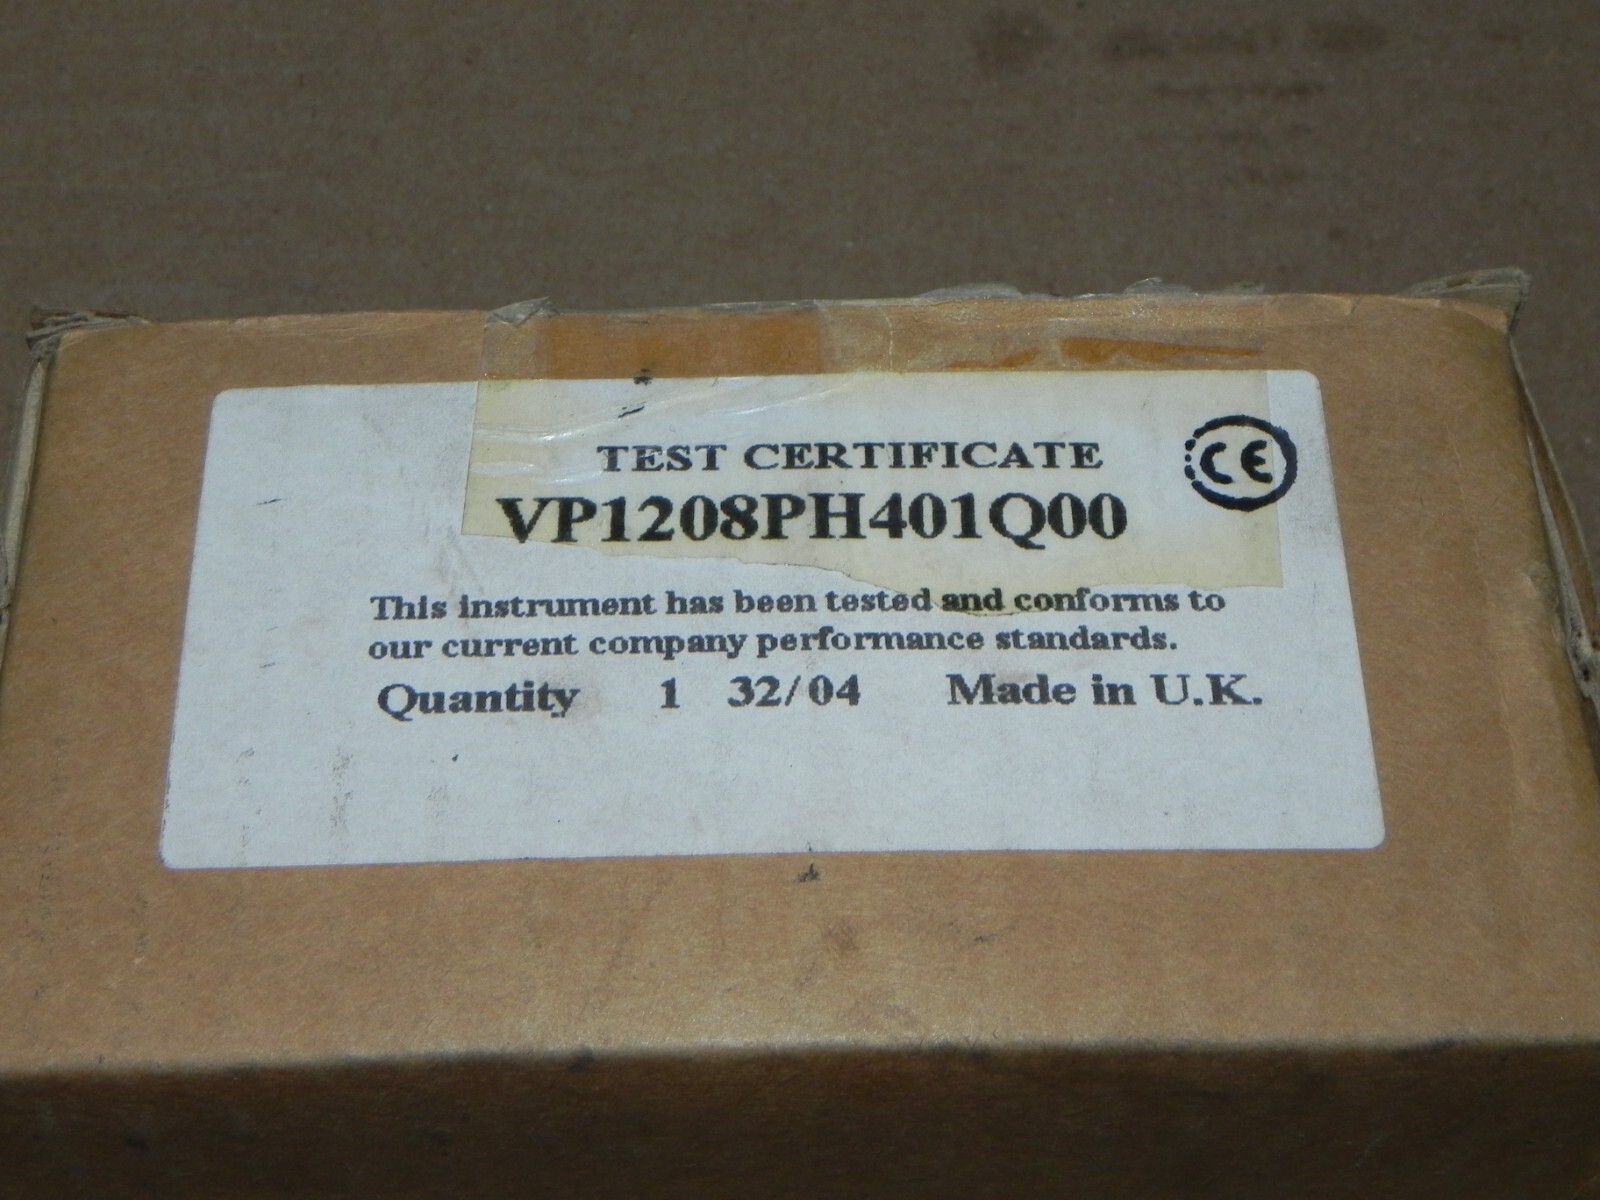 TEST CERTIFICATE
CE
VP1208PH401Q00
This instrument has been tested and conforms to
our current company performance standards.
Quantity 1 32/04 Made in U.K.